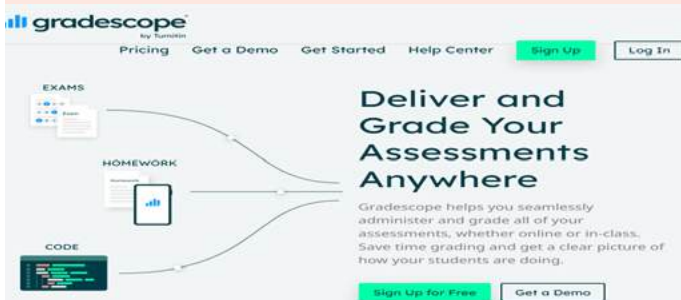 gradescope
by Turnitin
Pricing Get a Demo Get Started Help Center Sign Up Log In
EXAMS
Exam
HOMEWORK
Homework
CODE
Deliver and
Grade Your
Assessments
Anywhere
Gradescope helps you seamlessly
administer and grade all of your
assessments, whether online or in-class.
Save time grading and get a clear picture of
how your students are doing.
Sign Up for Free Get a Demo